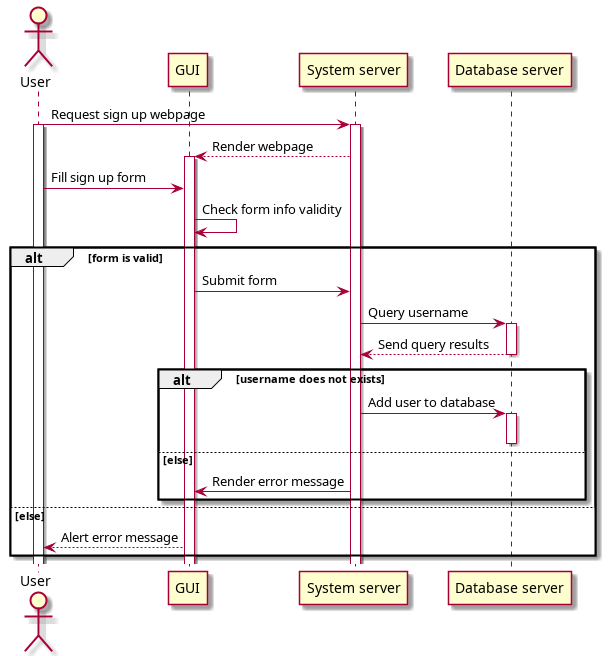 User
GUI
System server
Database server
Request sign up webpage
Render webpage
Fill sign up form
Check form info validity
alt [form is valid]
Submit form
Query username
Send query results
alt [username does not exists]
Add user to database
[else]
Render error message
[else]
Alert error message
User
GUI
System server
Database server